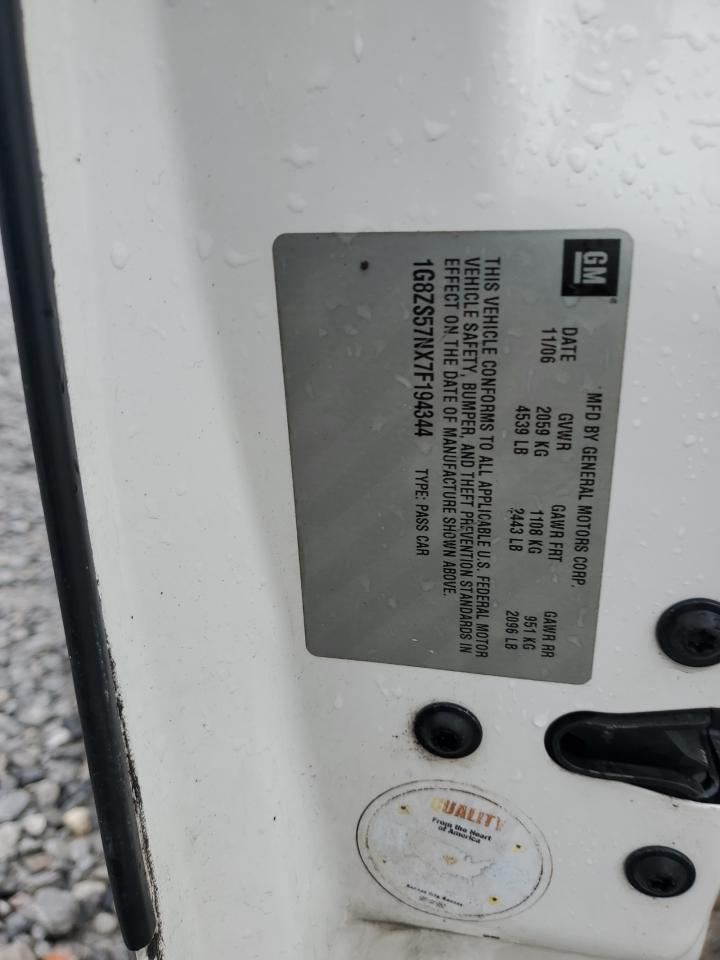 GM
MFD BY GENERAL MOTORS CORP.
DATE GVWR GAWR FRT GAWR RR
11/06 2059 KG 1108 KG 951 KG
4539 LB 2443 LB 2096 LB
THIS VEHICLE CONFORMS TO ALL APPLICABLE U.S. FEDERAL MOTOR
VEHICLE SAFETY, BUMPER, AND THEFT PREVENTION STANDARDS IN
EFFECT ON THE DATE OF MANUFACTURE SHOWN ABOVE.
1G8ZS57NX7F194344 TYPE: PASS CAR
QUALITY
From the Heart
of America
Kansas City, Kansas